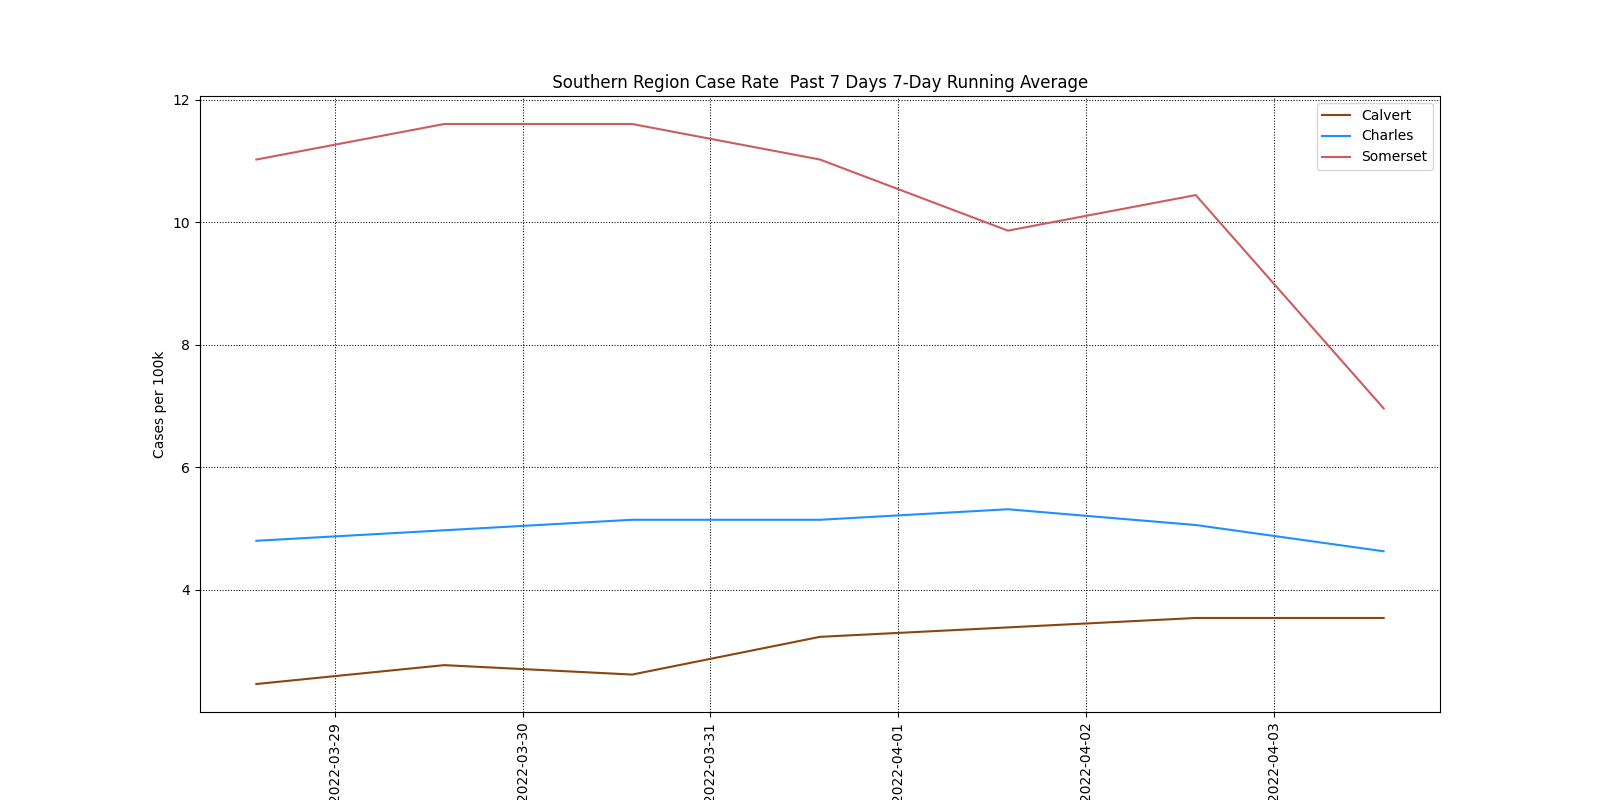 Southern Region Case Rate  Past 7 Days 7-Day Running Average
12
10
8
6
4
Cases per 100k
Calvert
Charles
Somerset
2022-03-29
2022-03-30
2022-03-31
2022-04-01
2022-04-02
2022-04-03